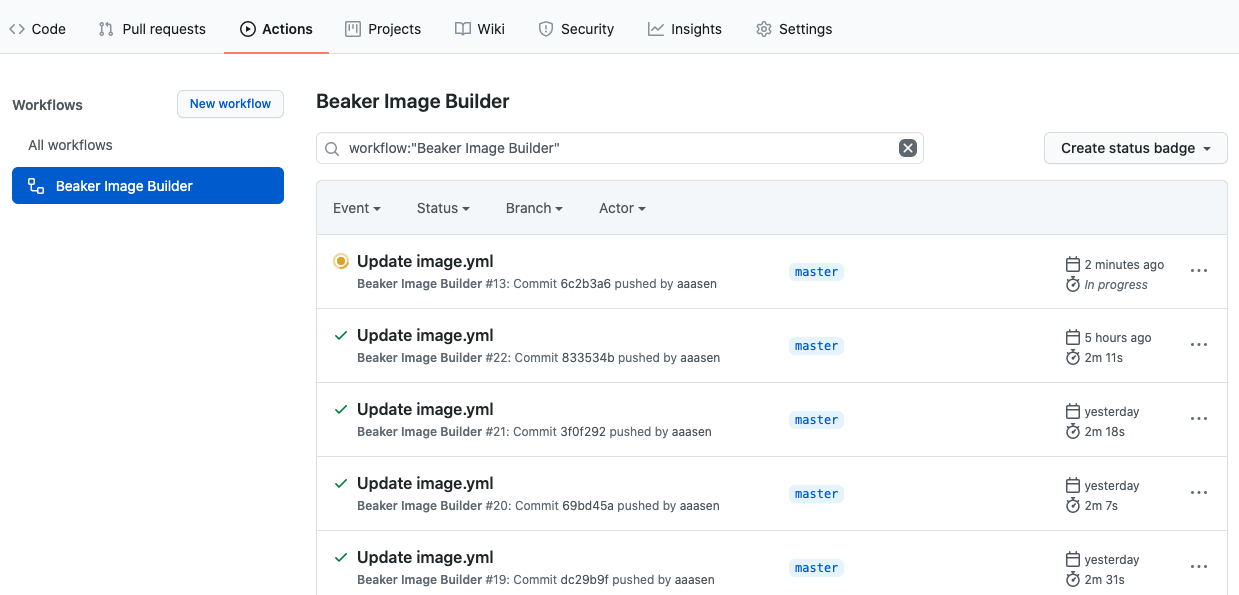 Code Pull requests Actions Projects Wiki Security Insights Settings
Workflows
New workflow
All workflows
Beaker Image Builder
Beaker Image Builder
workflow:"Beaker Image Builder"
Create status badge
Event Status Branch Actor
Update image.yml
Beaker Image Builder #13: Commit 6c2b3a6 pushed by aaasen
master
2 minutes ago
In progress
Update image.yml
Beaker Image Builder #22: Commit 833534b pushed by aaasen
master
5 hours ago
2m 11s
Update image.yml
Beaker Image Builder #21: Commit 3f0f292 pushed by aaasen
master
yesterday
2m 18s
Update image.yml
Beaker Image Builder #20: Commit 69bd45a pushed by aaasen
master
yesterday
2m 7s
Update image.yml
Beaker Image Builder #19: Commit dc29b9f pushed by aaasen
master
yesterday
2m 31s